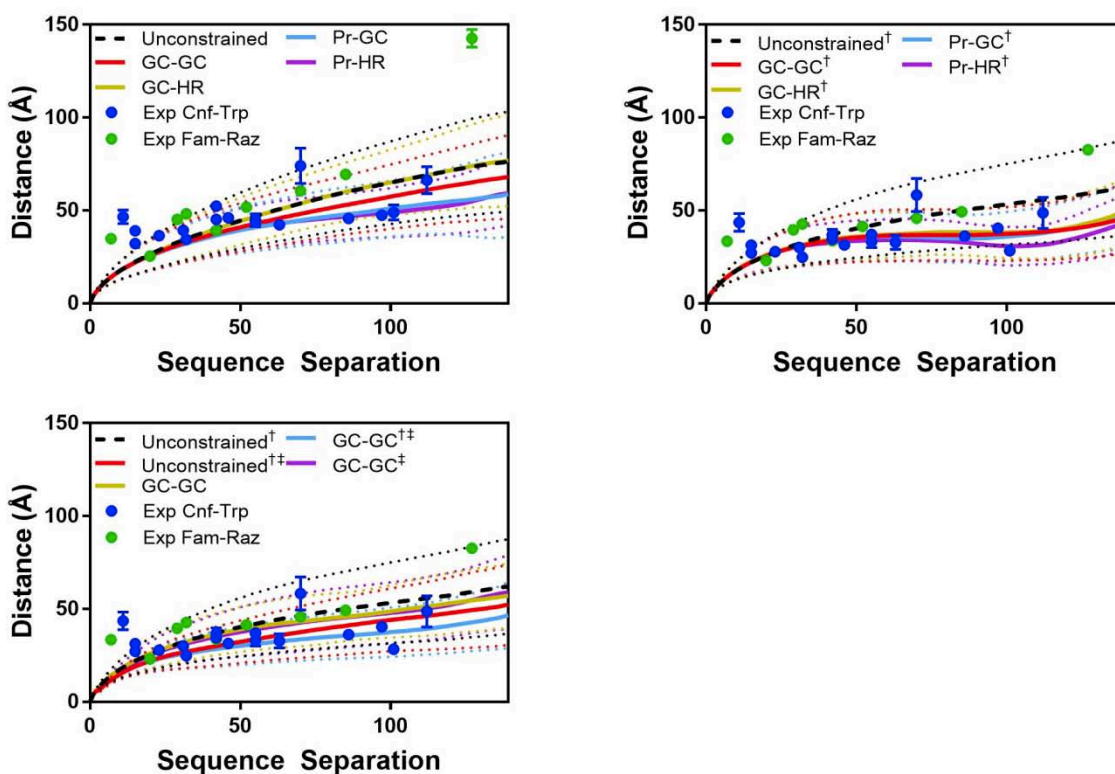 150
100
50
0
Distance (Å)
Unconstrained
GC-GC
GC-HR
Pr-GC
Pr-HR
Exp Cnf-Trp
Exp Fam-Raz
0
50
100
Sequence Separation
150
100
50
0
Distance (Å)
Unconstrained†
GC-GC†
GC-HR†
Pr-GC†
Pr-HR†
Exp Cnf-Trp
Exp Fam-Raz
0
50
100
Sequence Separation
150
100
50
0
Distance (Å)
Unconstrained†
Unconstrained†‡
GC-GC
GC-GC†‡
GC-GC‡
Exp Cnf-Trp
Exp Fam-Raz
0
50
100
Sequence Separation